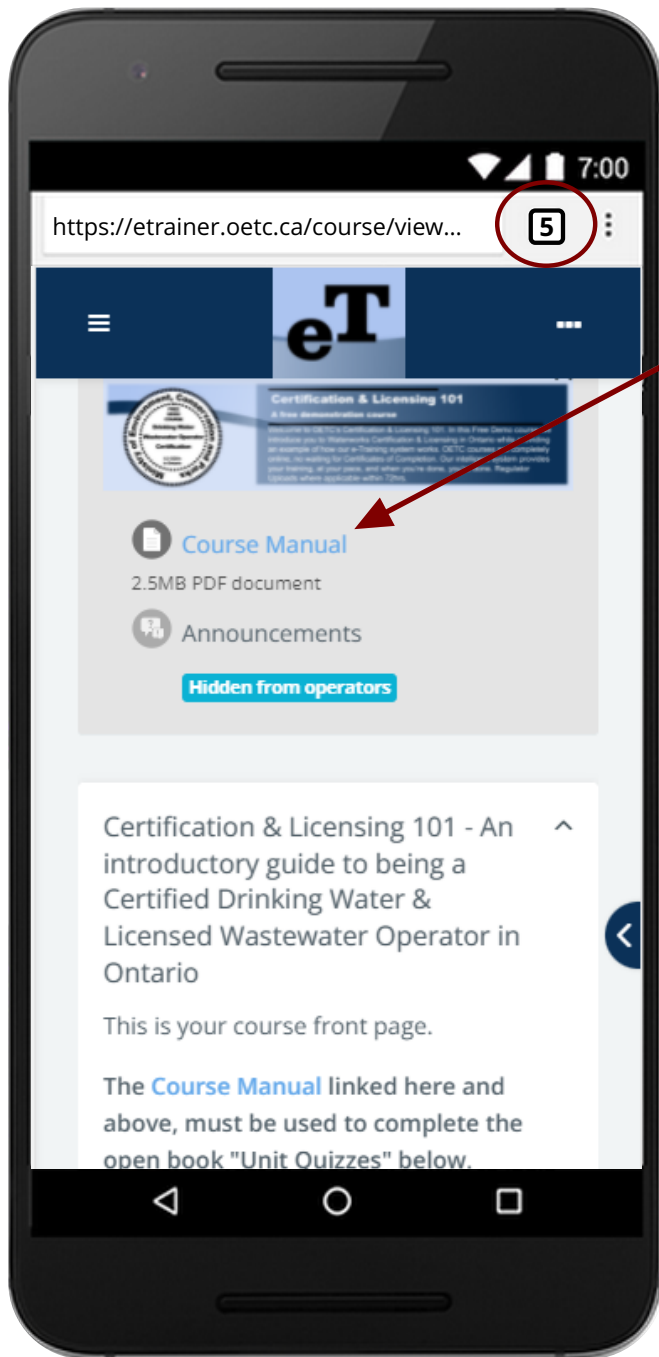 7:00
https://etrainer.oetc.ca/course/view...
5
eT
Certification & Licensing 101
A free demonstration course
Course Manual
2.5MB PDF document
Announcements
Hidden from operators
Certification & Licensing 101 - An
introductory guide to being a
Certified Drinking Water &
Licensed Wastewater Operator in
Ontario
This is your course front page.
The Course Manual linked here and
above, must be used to complete the
open book "Unit Quizzes" below.